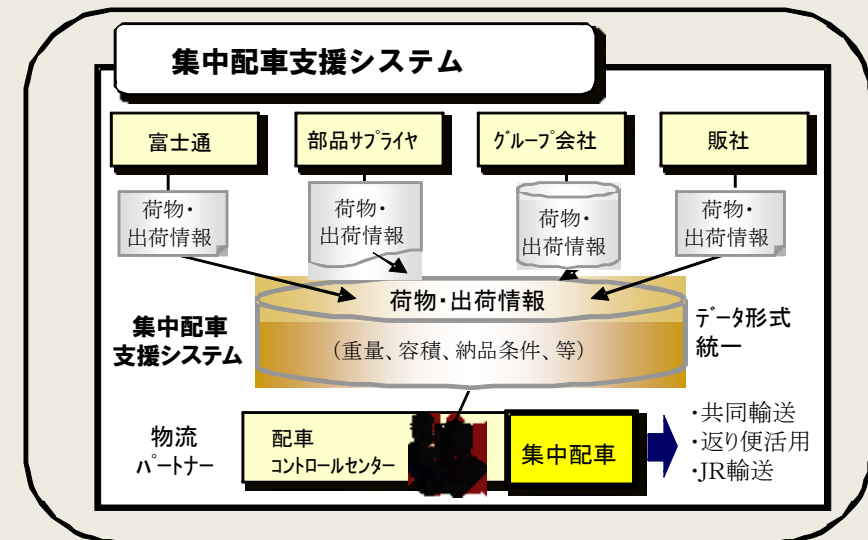 集中配車支援システム
富士通
部品サプライヤ
グループ会社
販社
荷物・
出荷情報
荷物・
出荷情報
荷物・
出荷情報
荷物・
出荷情報
荷物・出荷情報
(重量、容積、納品条件、等)
集中配車
支援システム
データ形式
統一
物流
パートナー
配車
コントロールセンター
集中配車
・共同輸送
・返り便活用
・JR輸送